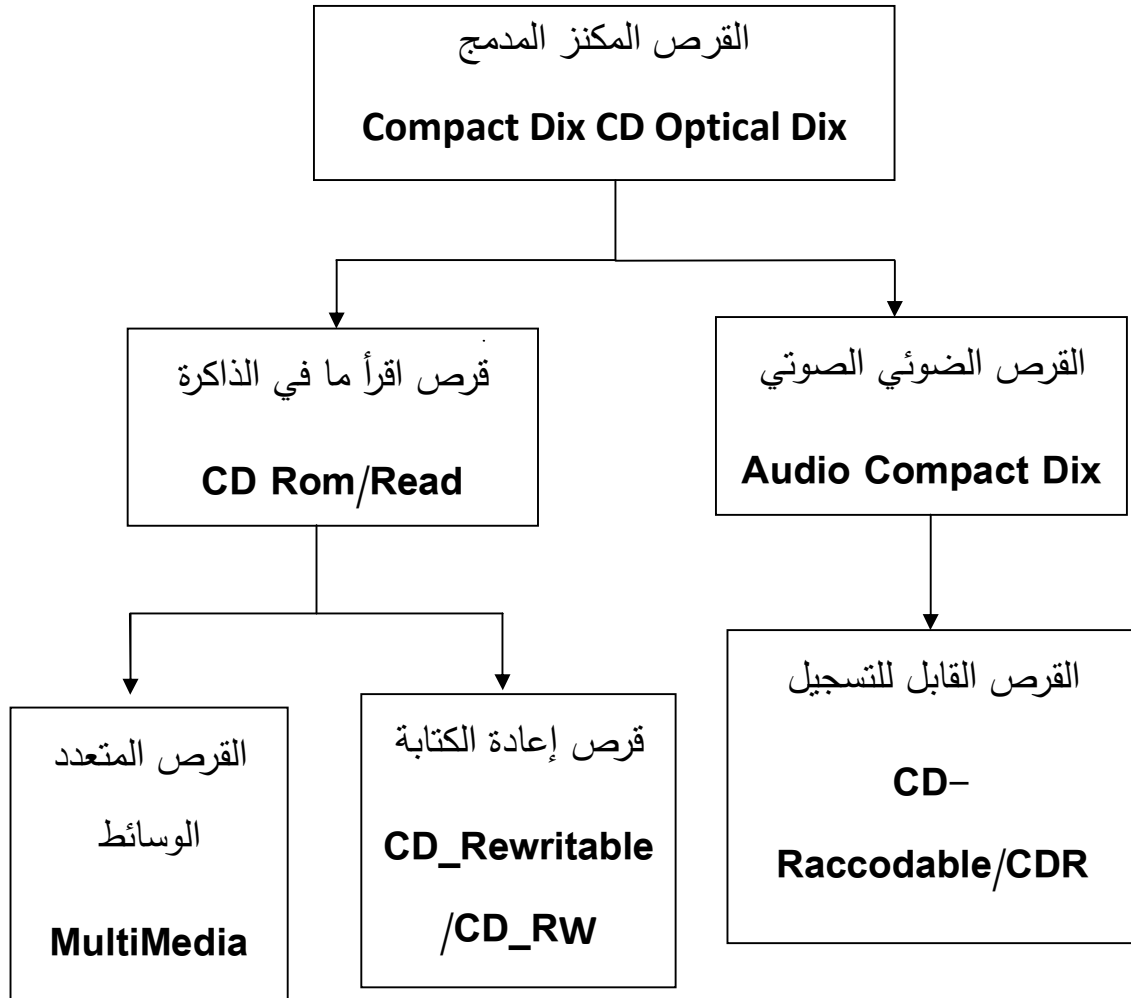 القرص المكنز المدمج
Compact Dix CD Optical Dix
قرص اقرأ ما في الذاكرة
CD Rom/Read
القرص الضوئي الصوتي
Audio Compact Dix
القرص المتعدد
الوسائط
MultiMedia
قرص إعادة الكتابة
CD_Rewritable
/CD_RW
القرص القابل للتسجيل
CD–
Raccodable/CDR